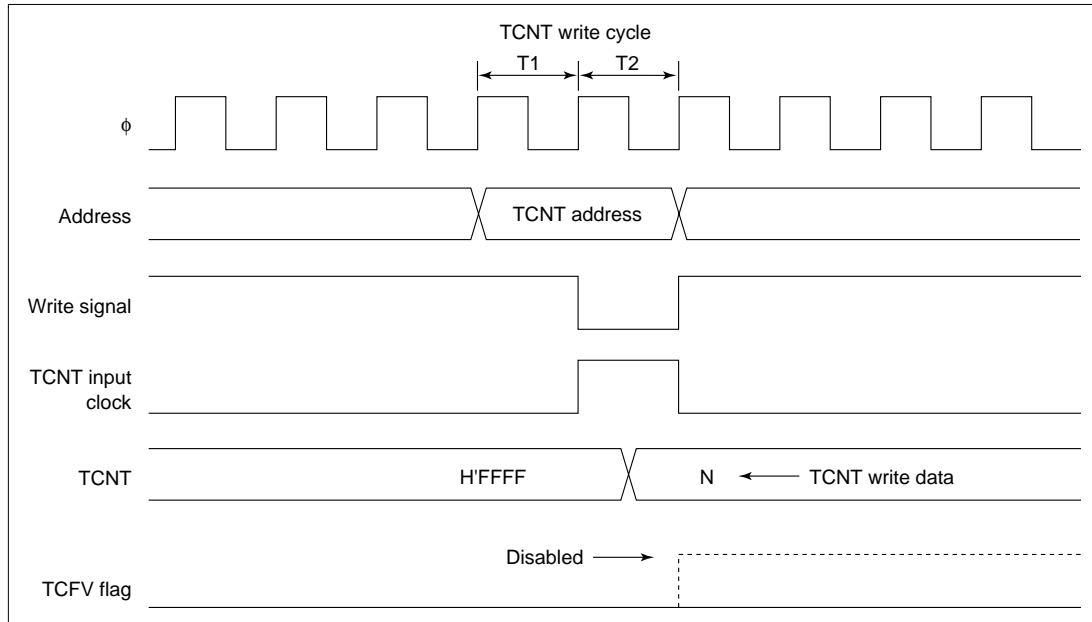 TCNT write cycle
T1 T2
ϕ
Address
TCNT address
Write signal
TCNT input
clock
TCNT
H'FFFF
N
TCNT write data
Disabled
TCFV flag